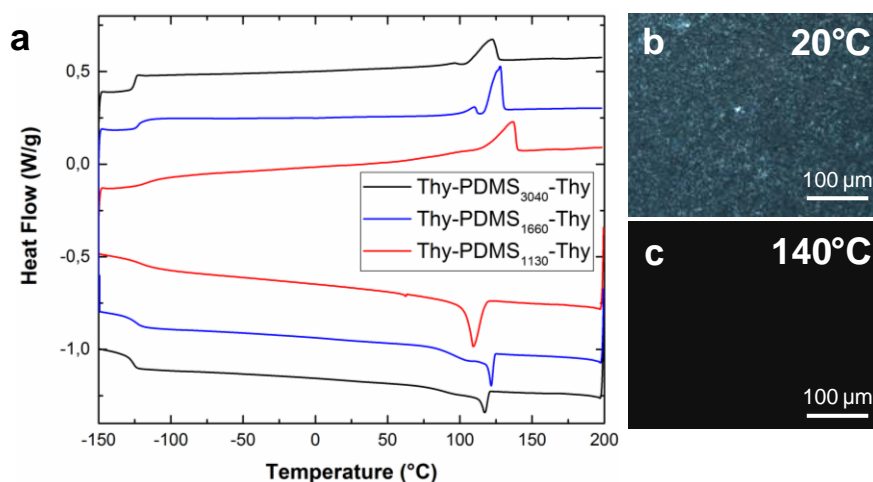 a
Heat Flow (W/g)
0,5
0,0
-0,5
-1,0
-150 -100 -50 0 50 100 150 200
Temperature (°C)
Thy-PDMS3040-Thy
Thy-PDMS1660-Thy
Thy-PDMS1130-Thy
b 20°C
100 µm
c 140°C
100 µm